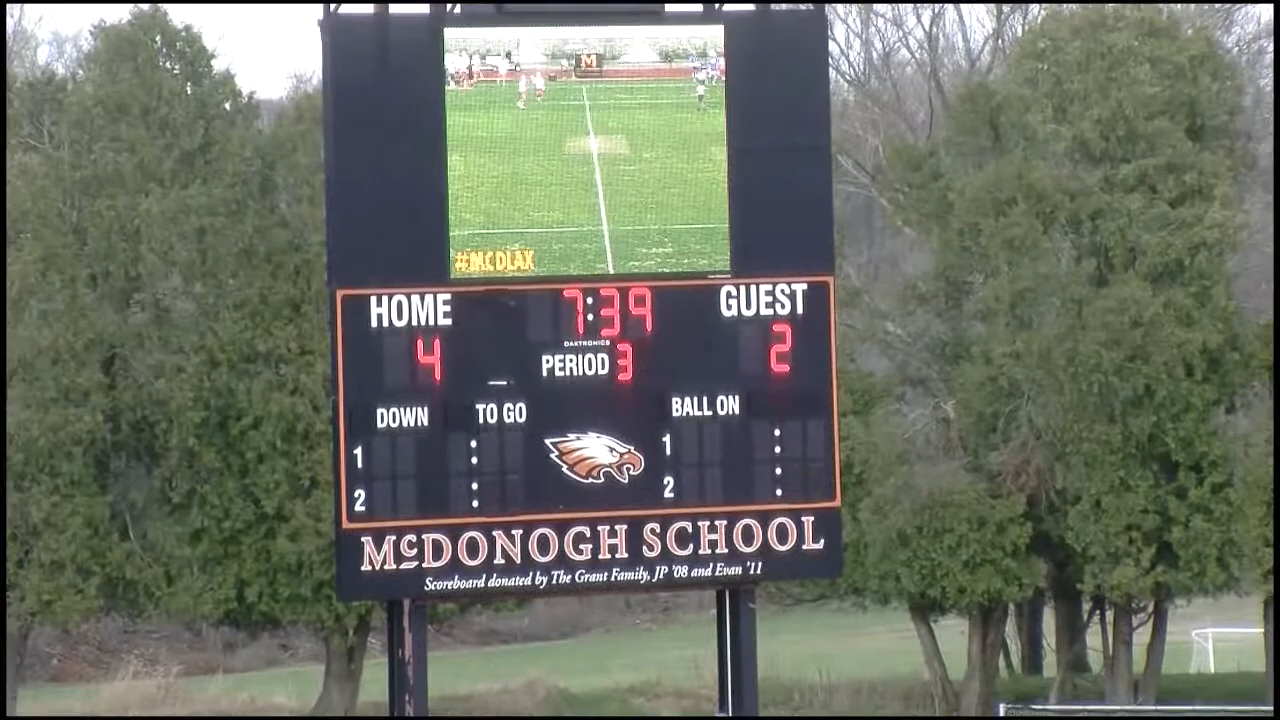 M
#McDLAX
HOME 7:39 GUEST
4 DAKTRONICS 2
PERIOD 3
DOWN TO GO BALL ON
1 1
2 2
McDONOGH SCHOOL
Scoreboard donated by The Grant Family, JP '08 and Evan '11